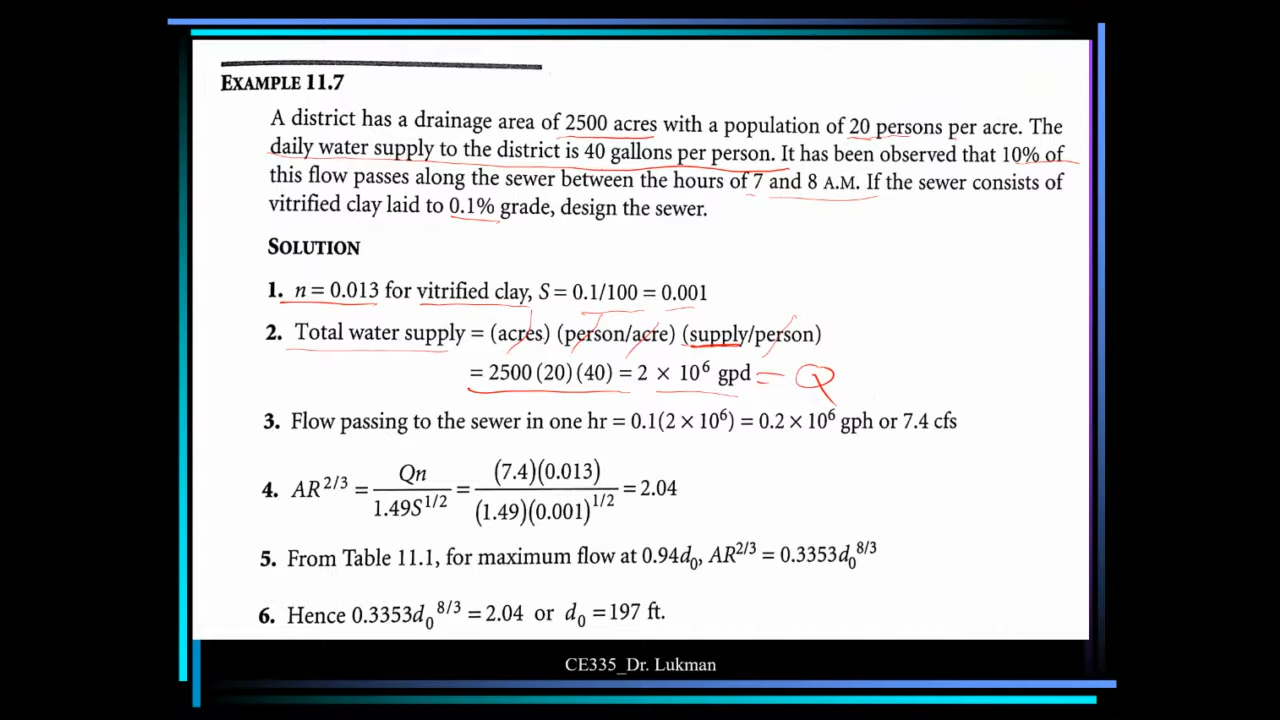 EXAMPLE 11.7
A district has a drainage area of 2500 acres with a population of 20 persons per acre. The
daily water supply to the district is 40 gallons per person. It has been observed that 10% of
this flow passes along the sewer between the hours of 7 and 8 A.M. If the sewer consists of
vitrified clay laid to 0.1% grade, design the sewer.
SOLUTION
1. n = 0.013 for vitrified clay, S = 0.1/100 = 0.001
2. Total water supply = (acres) (person/acre) (supply/person)
= 2500 (20) (40) = 2 × 10⁶ gpd = Q
3. Flow passing to the sewer in one hr = 0.1(2 × 10⁶) = 0.2 × 10⁶ gph or 7.4 cfs
4. AR^2/3 = Qn / 1.49S^1/2 = (7.4)(0.013) / (1.49)(0.001)^1/2 = 2.04
5. From Table 11.1, for maximum flow at 0.94d₀, AR^2/3 = 0.3353d₀^8/3
6. Hence 0.3353d₀^8/3 = 2.04 or d₀ = 197 ft.
CE335_Dr. Lukman